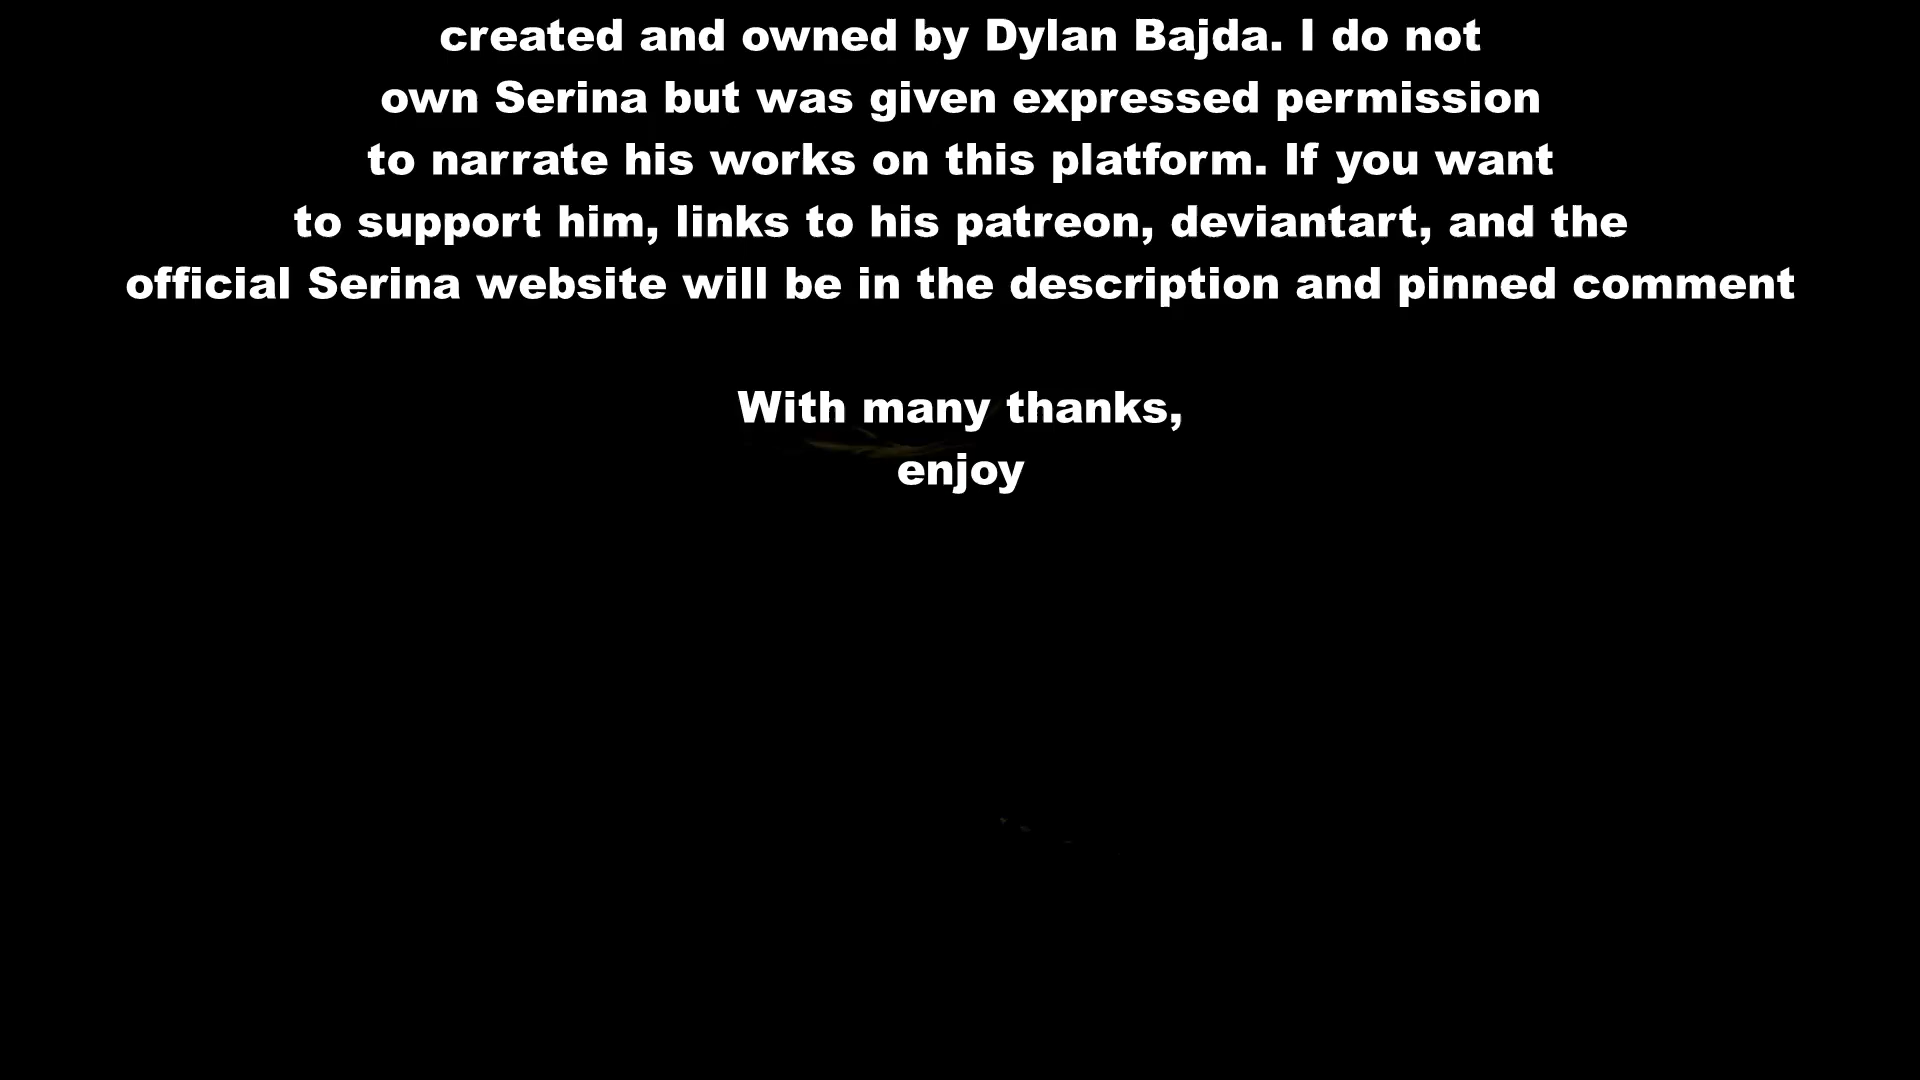 created and owned by Dylan Bajda. I do not
own Serina but was given expressed permission
to narrate his works on this platform. If you want
to support him, links to his patreon, deviantart, and the
official Serina website will be in the description and pinned comment
With many thanks,
enjoy